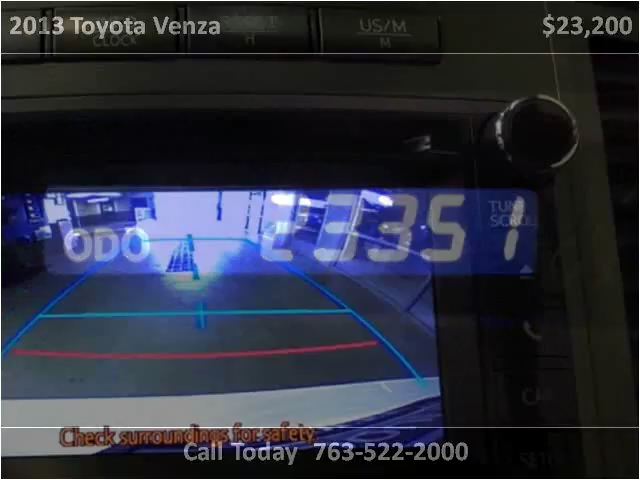 2013 Toyota Venza $23,200
CLOCK H US/M
M
TUNE
SCROLL
ODO 23351
Check surroundings for safety.
Call Today 763-522-2000